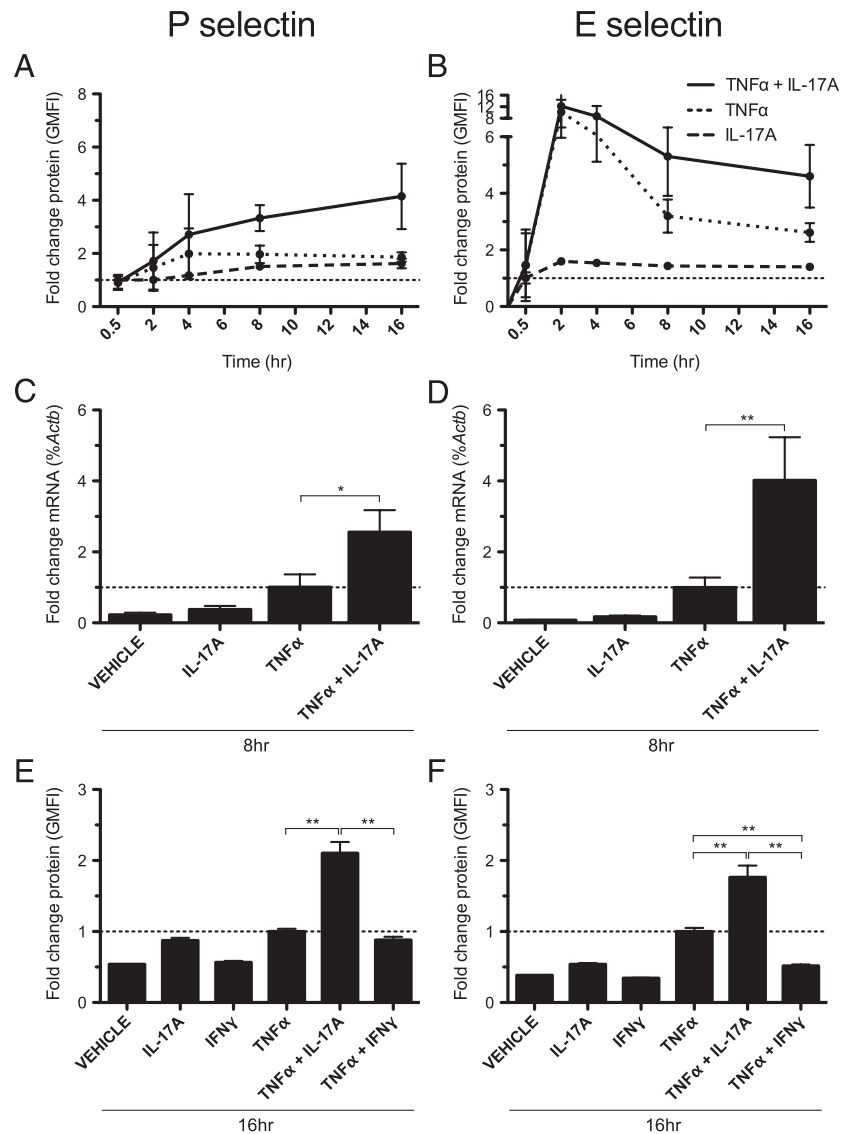 P selectin
E selectin
A
Fold change protein (GMFI)
8
6
4
2
0
0.5
2
4
6
8
10
12
14
16
Time (hr)
B
Fold change protein (GMFI)
16
12
8
6
4
2
0
TNFα + IL-17A
TNFα
IL-17A
0.5
2
4
6
8
10
12
14
16
Time (hr)
C
Fold change mRNA (%Actb)
6
4
2
0
*
VEHICLE
IL-17A
TNFα
TNFα + IL-17A
8hr
D
Fold change mRNA (%Actb)
6
4
2
0
**
VEHICLE
IL-17A
TNFα
TNFα + IL-17A
8hr
E
Fold change protein (GMFI)
3
2
1
0
** **
VEHICLE
IL-17A
IFNγ
TNFα
TNFα + IL-17A
TNFα + IFNγ
16hr
F
Fold change protein (GMFI)
3
2
1
0
**
** **
VEHICLE
IL-17A
IFNγ
TNFα
TNFα + IL-17A
TNFα + IFNγ
16hr